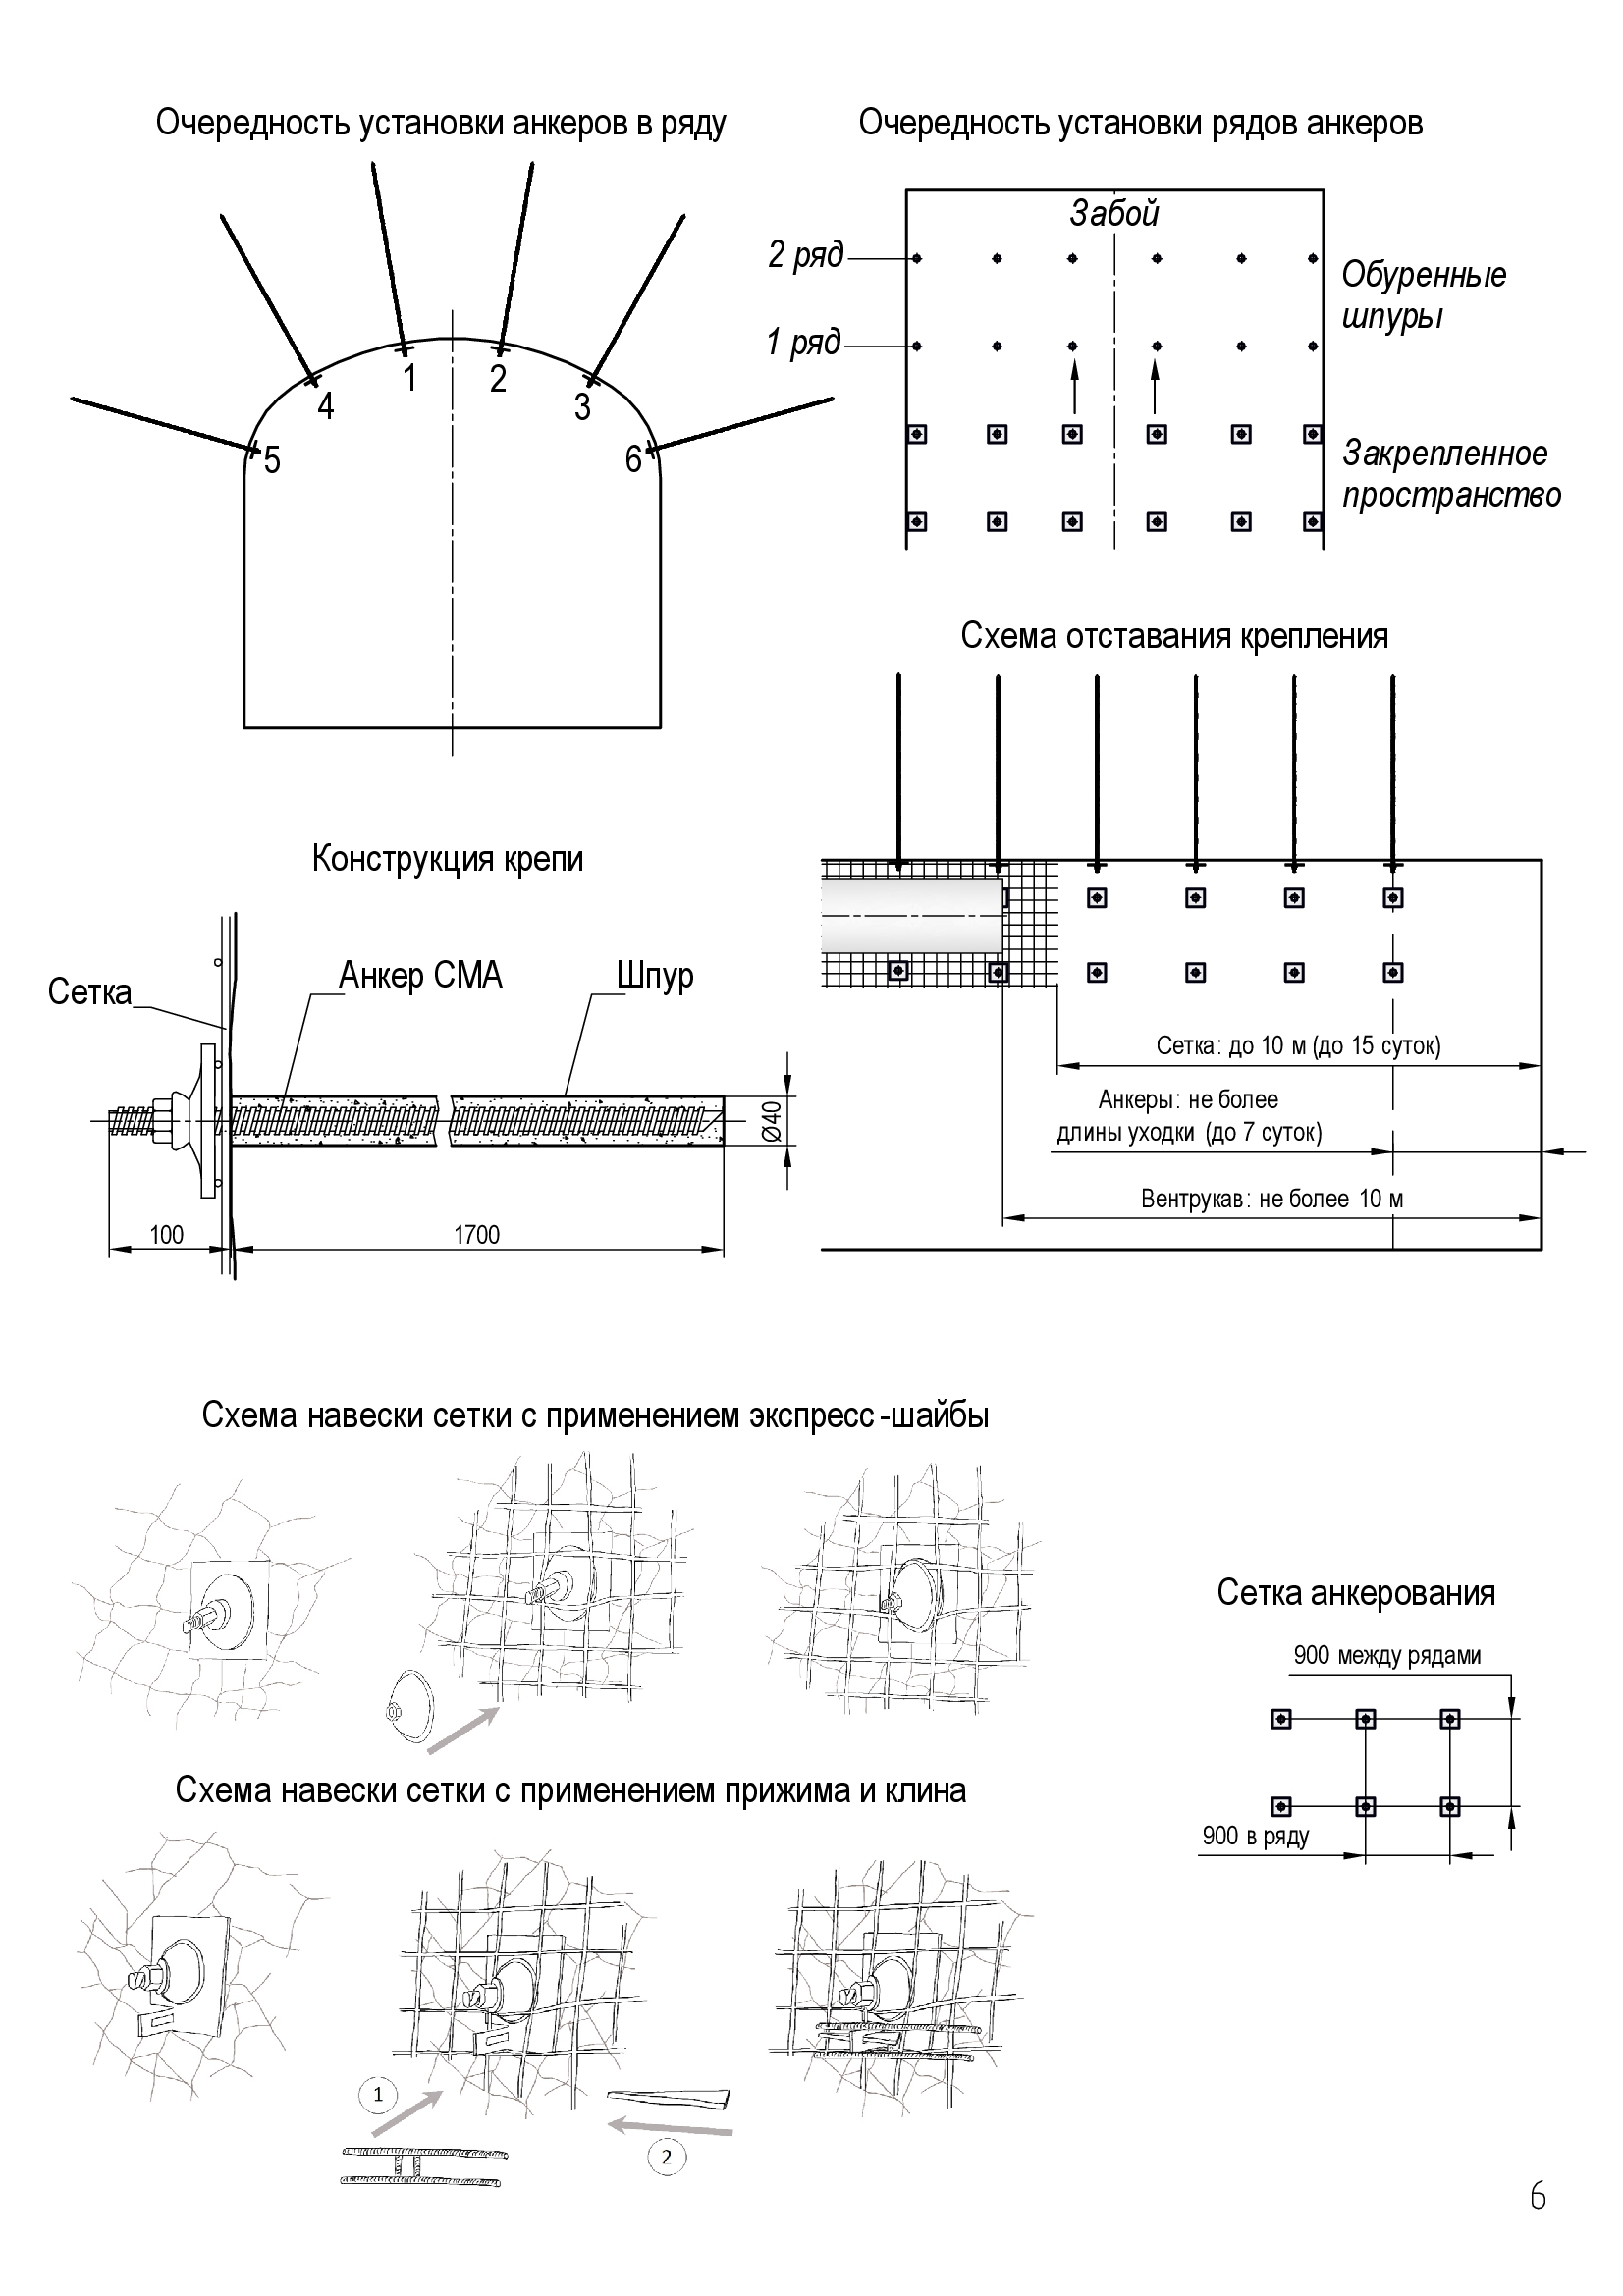 Очередность установки анкеров в ряду
1
2
3
4
5
6
Очередность установки рядов анкеров
Забой
2 ряд
1 ряд
Обуренные
шпуры
Закрепленное
пространство
Схема отставания крепления
Сетка: до 10 м (до 15 суток)
Анкеры: не более
длины уходки (до 7 суток)
Вентрукав: не более 10 м
Конструкция крепи
Сетка
Анкер СМА
Шпур
Ø40
100
1700
Схема навески сетки с применением экспресс-шайбы
Схема навески сетки с применением прижима и клина
1
2
Сетка анкерования
900 между рядами
900 в ряду
6